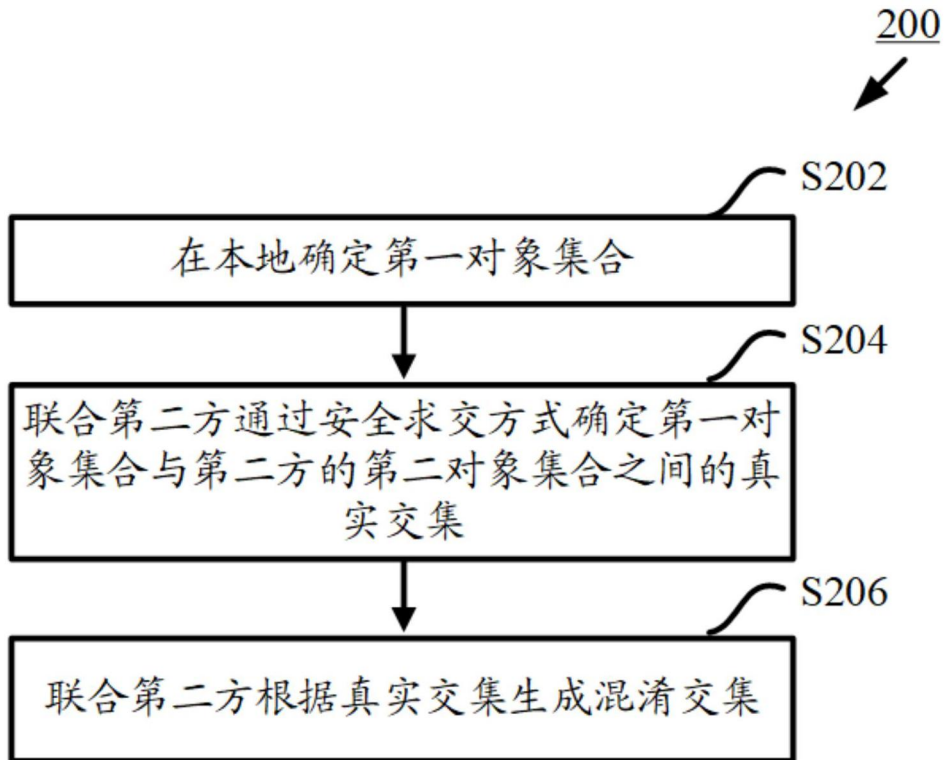 200
S202
在本地确定第一对象集合
S204
联合第二方通过安全求交方式确定第一对
象集合与第二方的第二对象集合之间的真
实交集
S206
联合第二方根据真实交集生成混淆交集